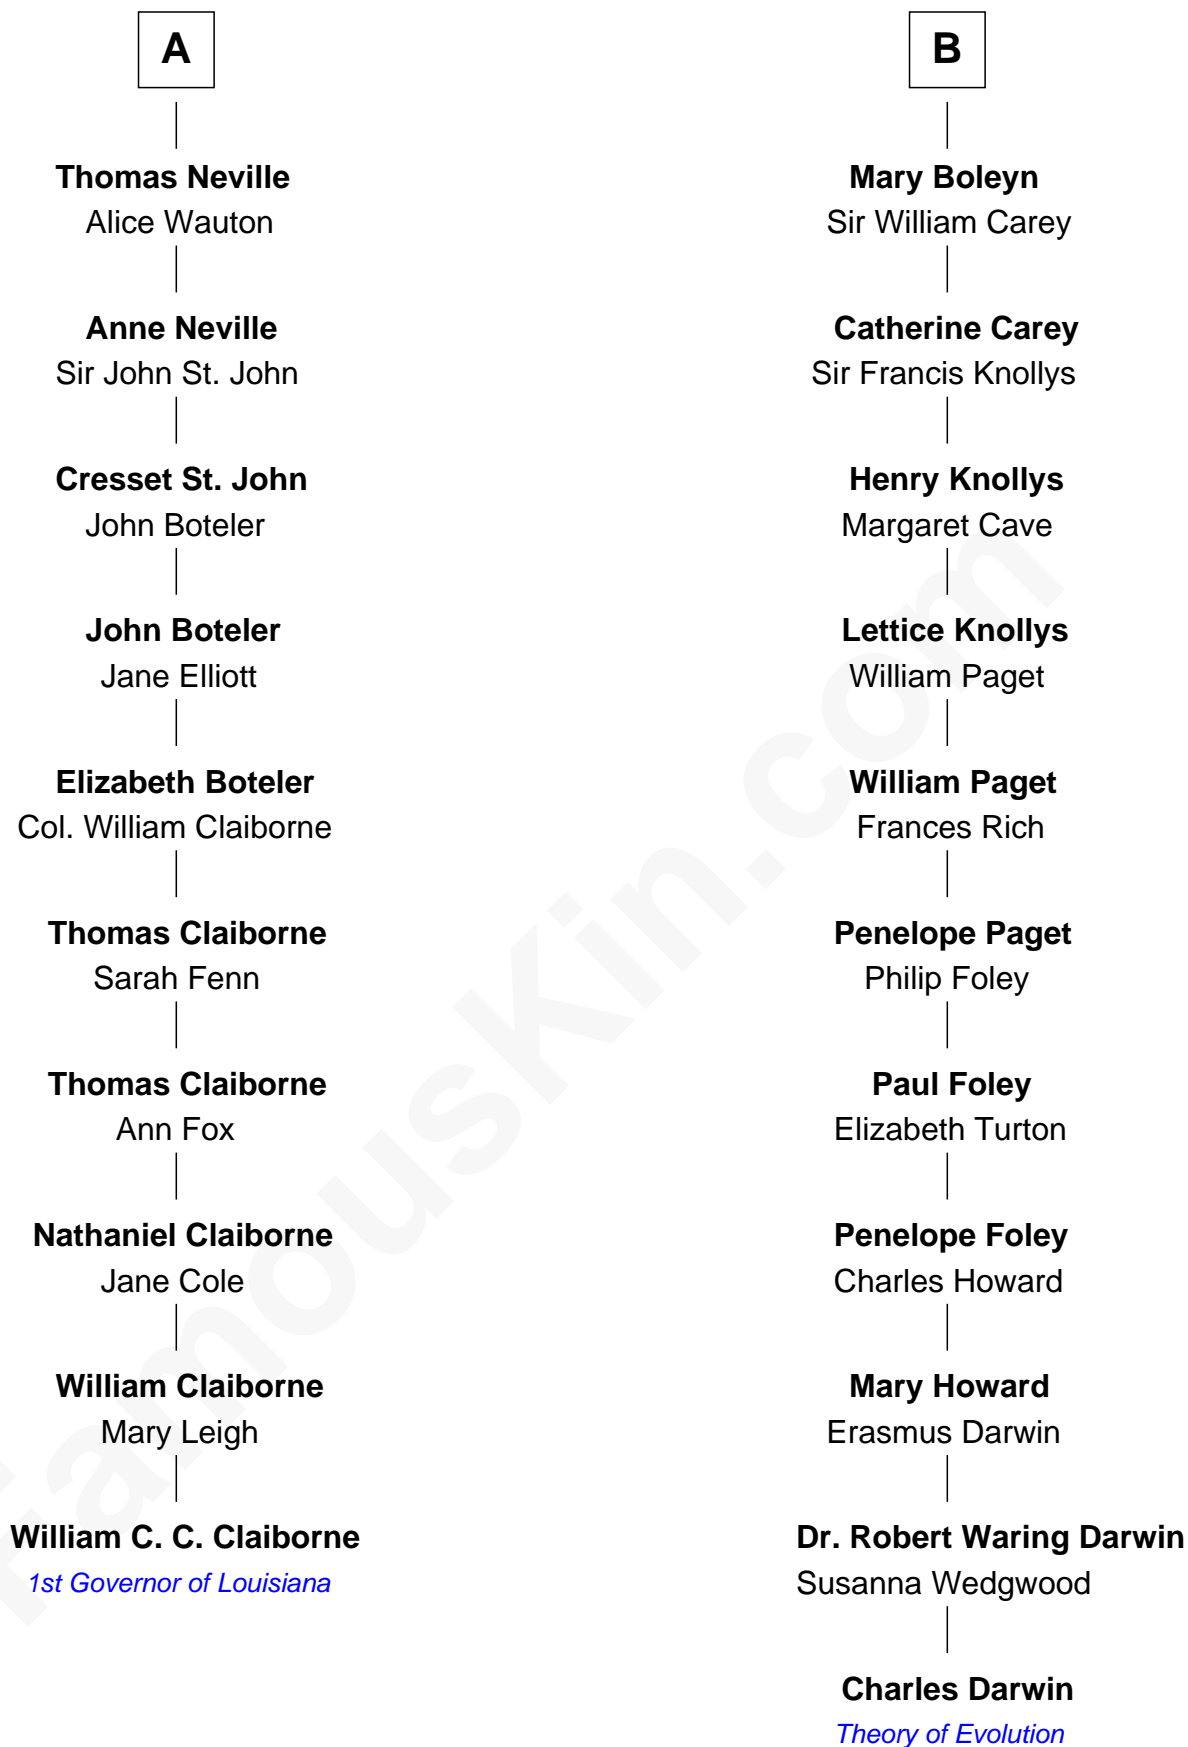 A
Thomas Neville
Alice Wauton
Anne Neville
Sir John St. John
Cresset St. John
John Boteler
John Boteler
Jane Elliott
Elizabeth Boteler
Col. William Claiborne
Thomas Claiborne
Sarah Fenn
Thomas Claiborne
Ann Fox
Nathaniel Claiborne
Jane Cole
William Claiborne
Mary Leigh
William C. C. Claiborne
1st Governor of Louisiana
B
Mary Boleyn
Sir William Carey
Catherine Carey
Sir Francis Knollys
Henry Knollys
Margaret Cave
Lettice Knollys
William Paget
William Paget
Frances Rich
Penelope Paget
Philip Foley
Paul Foley
Elizabeth Turton
Penelope Foley
Charles Howard
Mary Howard
Erasmus Darwin
Dr. Robert Waring Darwin
Susanna Wedgwood
Charles Darwin
Theory of Evolution
FamousKin.com